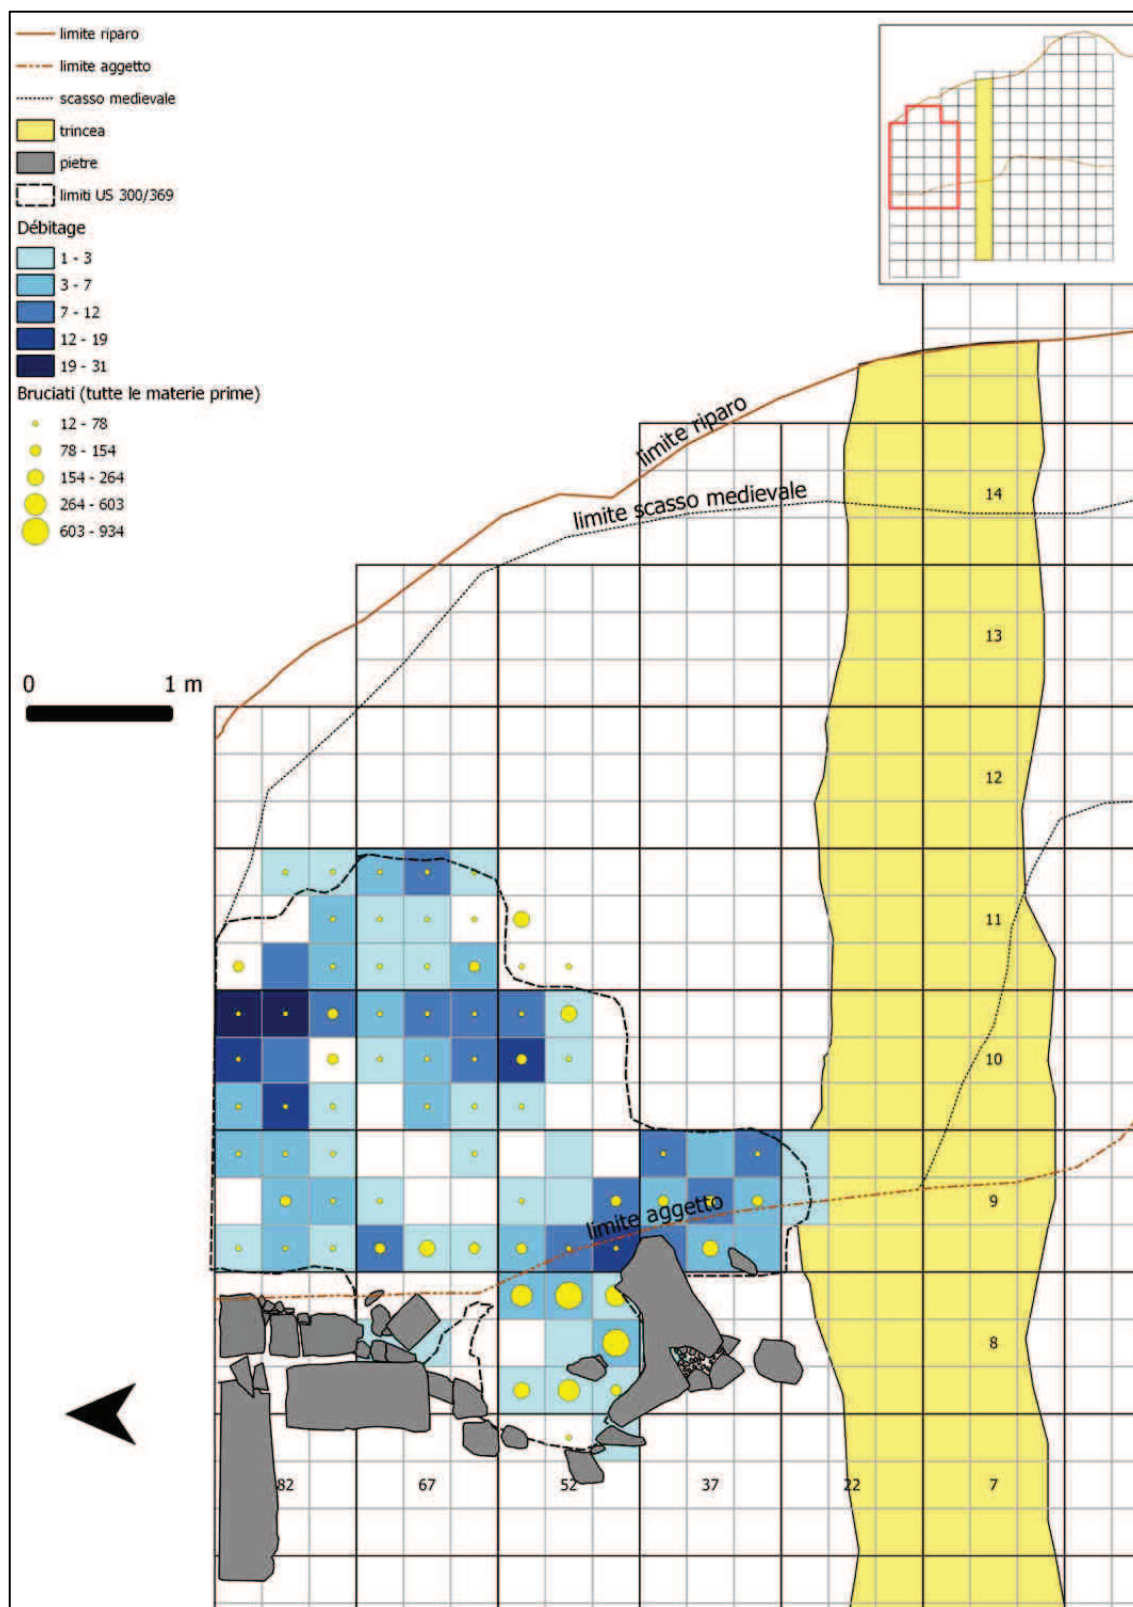 limite riparo
limite aggetto
scasso medievale
trincea
pietre
limiti US 300/369
Débitage
1 - 3
3 - 7
7 - 12
12 - 19
19 - 31
Bruciati (tutte le materie prime)
12 - 78
78 - 154
154 - 264
264 - 603
603 - 934
limite riparo
limite scasso medievale
14
13
0 1 m
12
11
10
9
limite aggetto
8
82 67 52 37 22 7